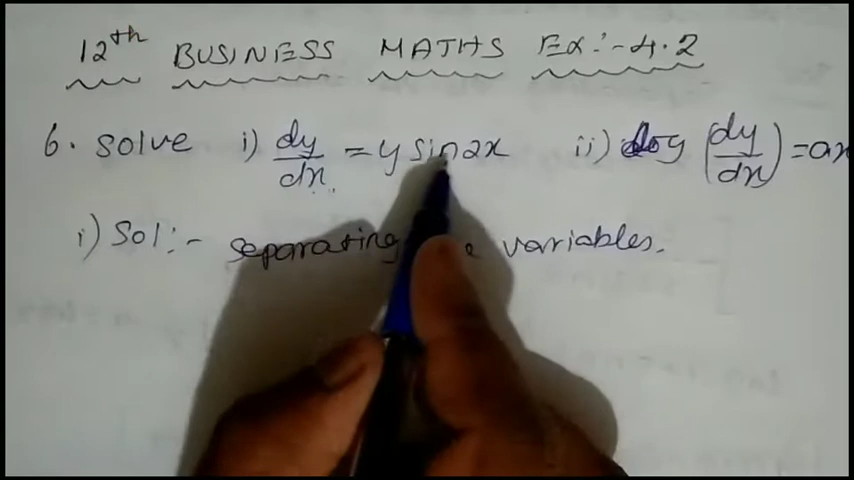 12th BUSINESS MATHS Ex:-4.2
6. solve i) dy/dx = y sin2x ii) log (dy/dx) = ax
i) Sol:- separating variables.